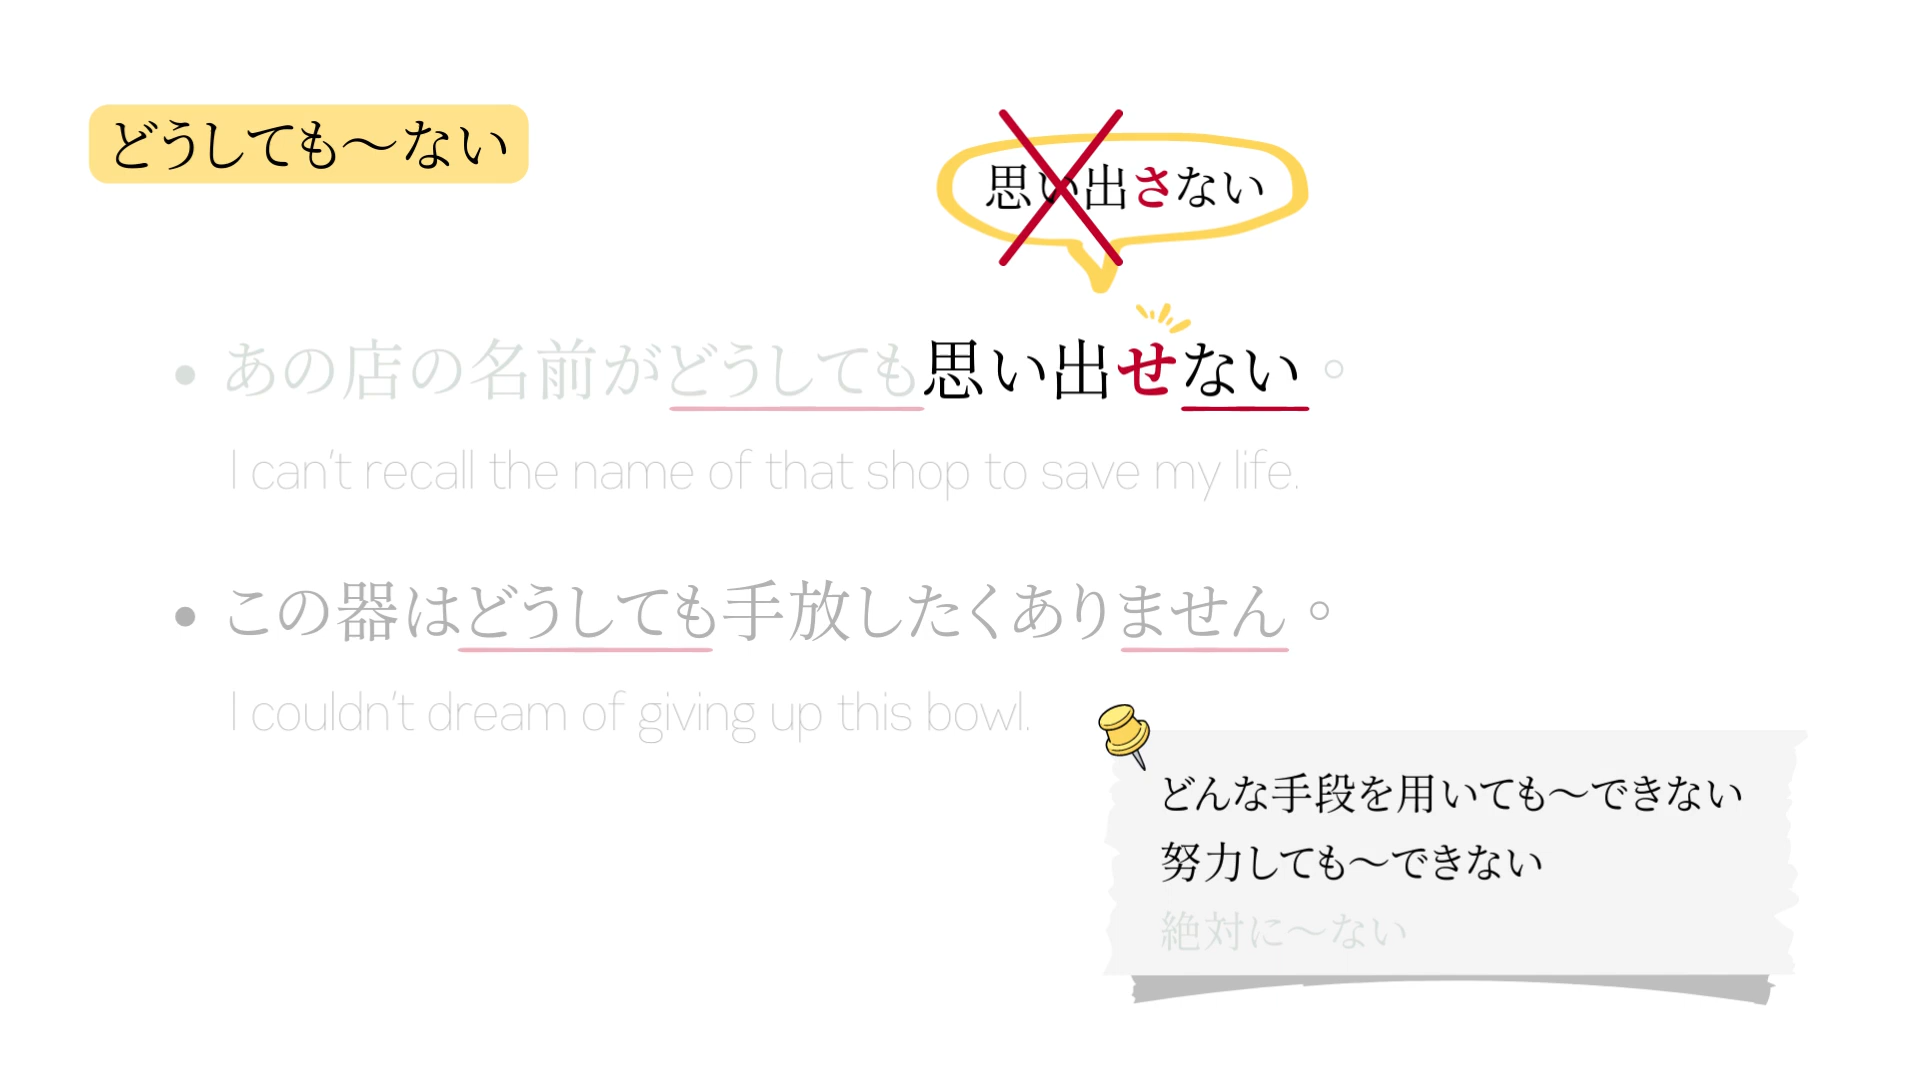 どうしても〜ない
思い出さない
• あの店の名前がどうしても思い出せない。
I can't recall the name of that shop to save my life.
• この器はどうしても手放したくありません。
I couldn't dream of giving up this bowl.
どんな手段を用いても〜できない
努力しても〜できない
絶対に〜ない